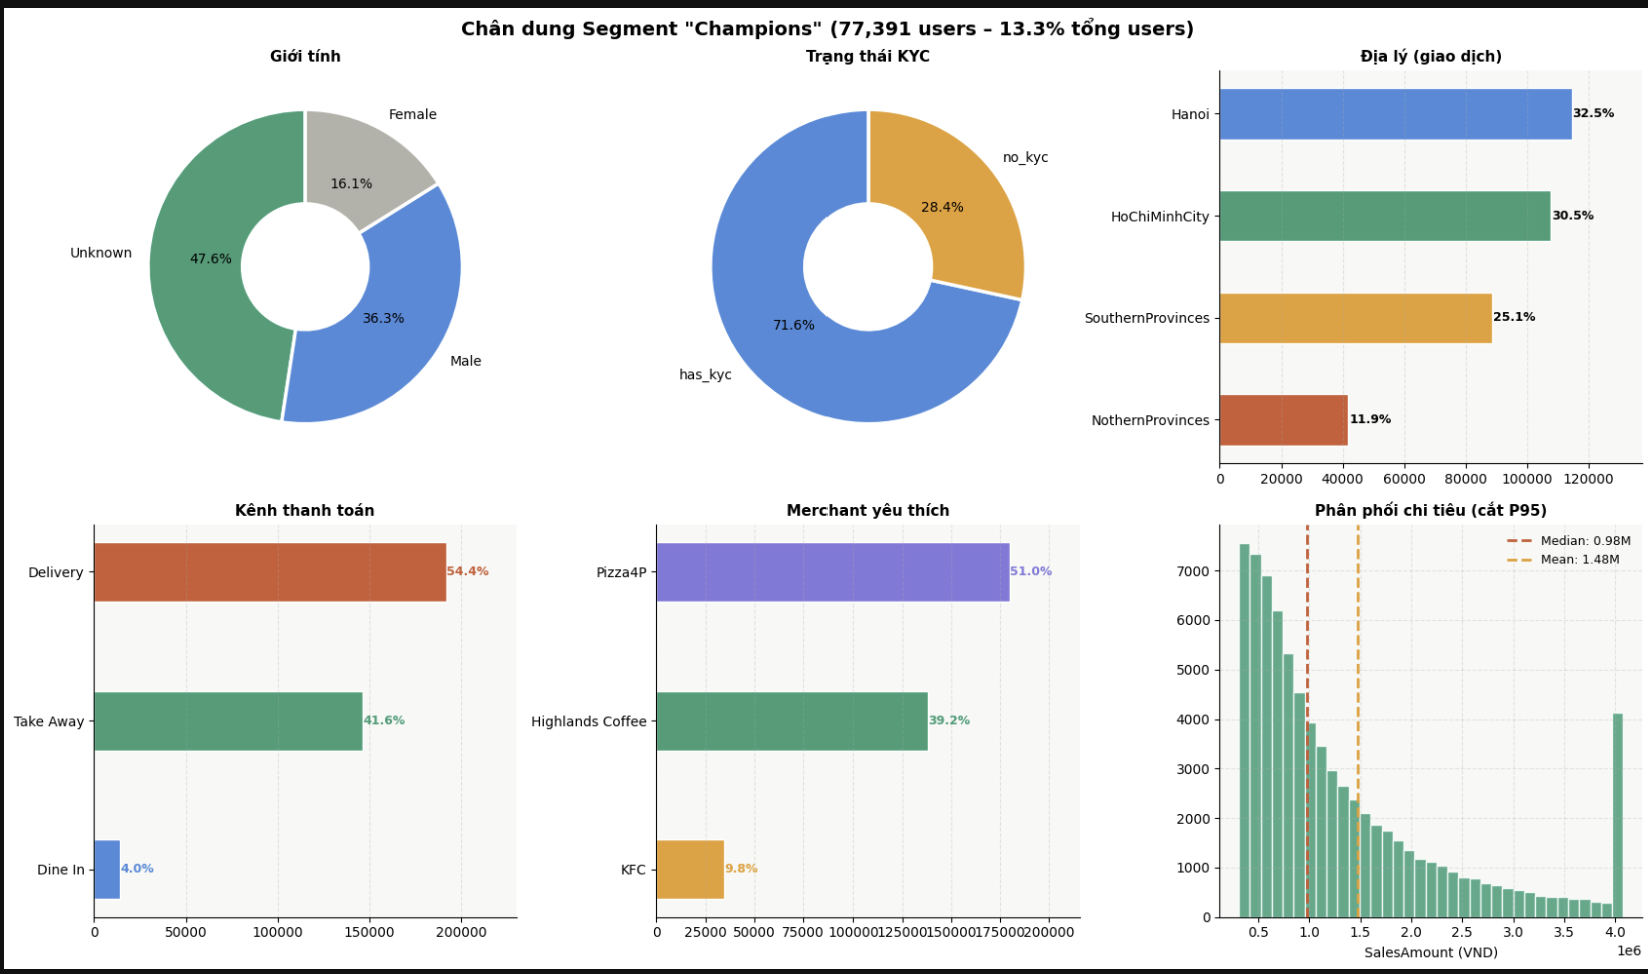 Chân dung Segment "Champions" (77,391 users – 13.3% tổng users)
Giới tính
Female
16.1%
Unknown
47.6%
36.3%
Male
Trạng thái KYC
no_kyc
28.4%
71.6%
has_kyc
Địa lý (giao dịch)
Hanoi
32.5%
HoChiMinhCity
30.5%
SouthernProvinces
25.1%
NothernProvinces
11.9%
0 20000 40000 60000 80000 100000 120000
Kênh thanh toán
Delivery
54.4%
Take Away
41.6%
Dine In
4.0%
0 50000 100000 150000 200000
Merchant yêu thích
Pizza4P
51.0%
Highlands Coffee
39.2%
KFC
9.8%
0 25000 50000 75000 100000 125000 150000 175000 200000
Phân phối chi tiêu (cắt P95)
Median: 0.98M
Mean: 1.48M
7000
6000
5000
4000
3000
2000
1000
0
0.5 1.0 1.5 2.0 2.5 3.0 3.5 4.0
1e6
SalesAmount (VND)